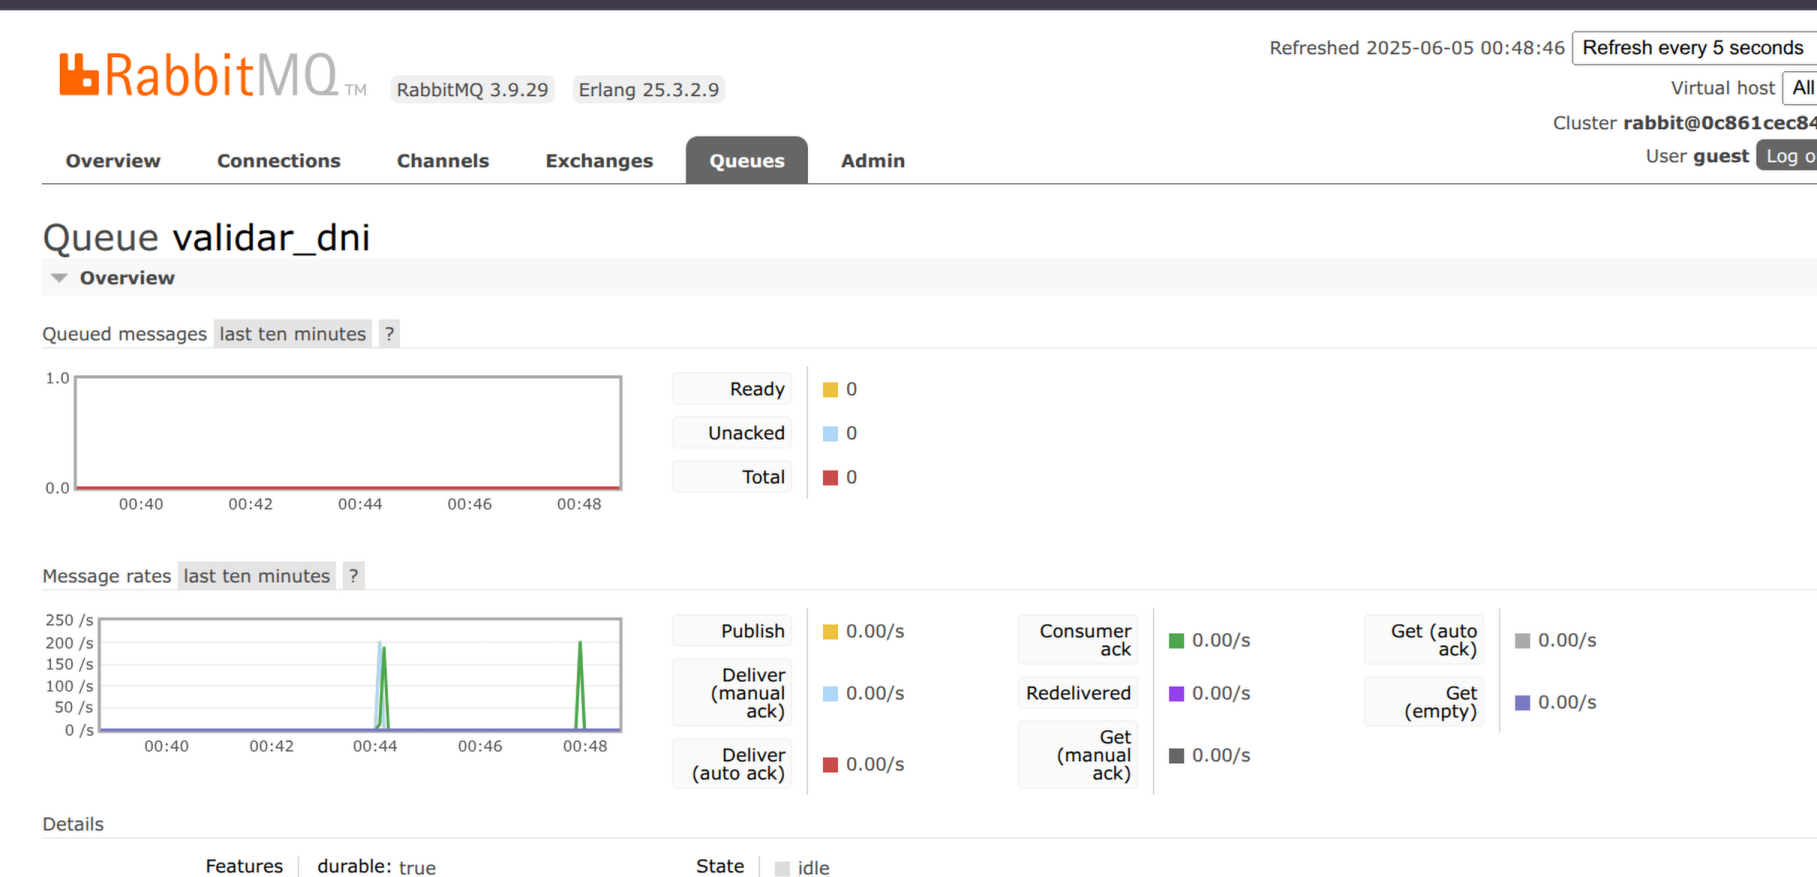 Refreshed 2025-06-05 00:48:46 Refresh every 5 seconds
RabbitMQ TM RabbitMQ 3.9.29 Erlang 25.3.2.9
Virtual host All
Cluster rabbit@0c861cec84
User guest Log o
Overview Connections Channels Exchanges Queues Admin
Queue validar_dni
Overview
Queued messages last ten minutes ?
1.0
0.0
00:40 00:42 00:44 00:46 00:48
Ready 0
Unacked 0
Total 0
Message rates last ten minutes ?
250 /s
200 /s
150 /s
100 /s
50 /s
0 /s
00:40 00:42 00:44 00:46 00:48
Publish 0.00/s
Deliver
(manual
ack)
0.00/s
Deliver
(auto ack)
0.00/s
Consumer
ack
0.00/s
Redelivered 0.00/s
Get
(manual
ack)
0.00/s
Get (auto
ack)
0.00/s
Get
(empty)
0.00/s
Details
Features durable: true State idle